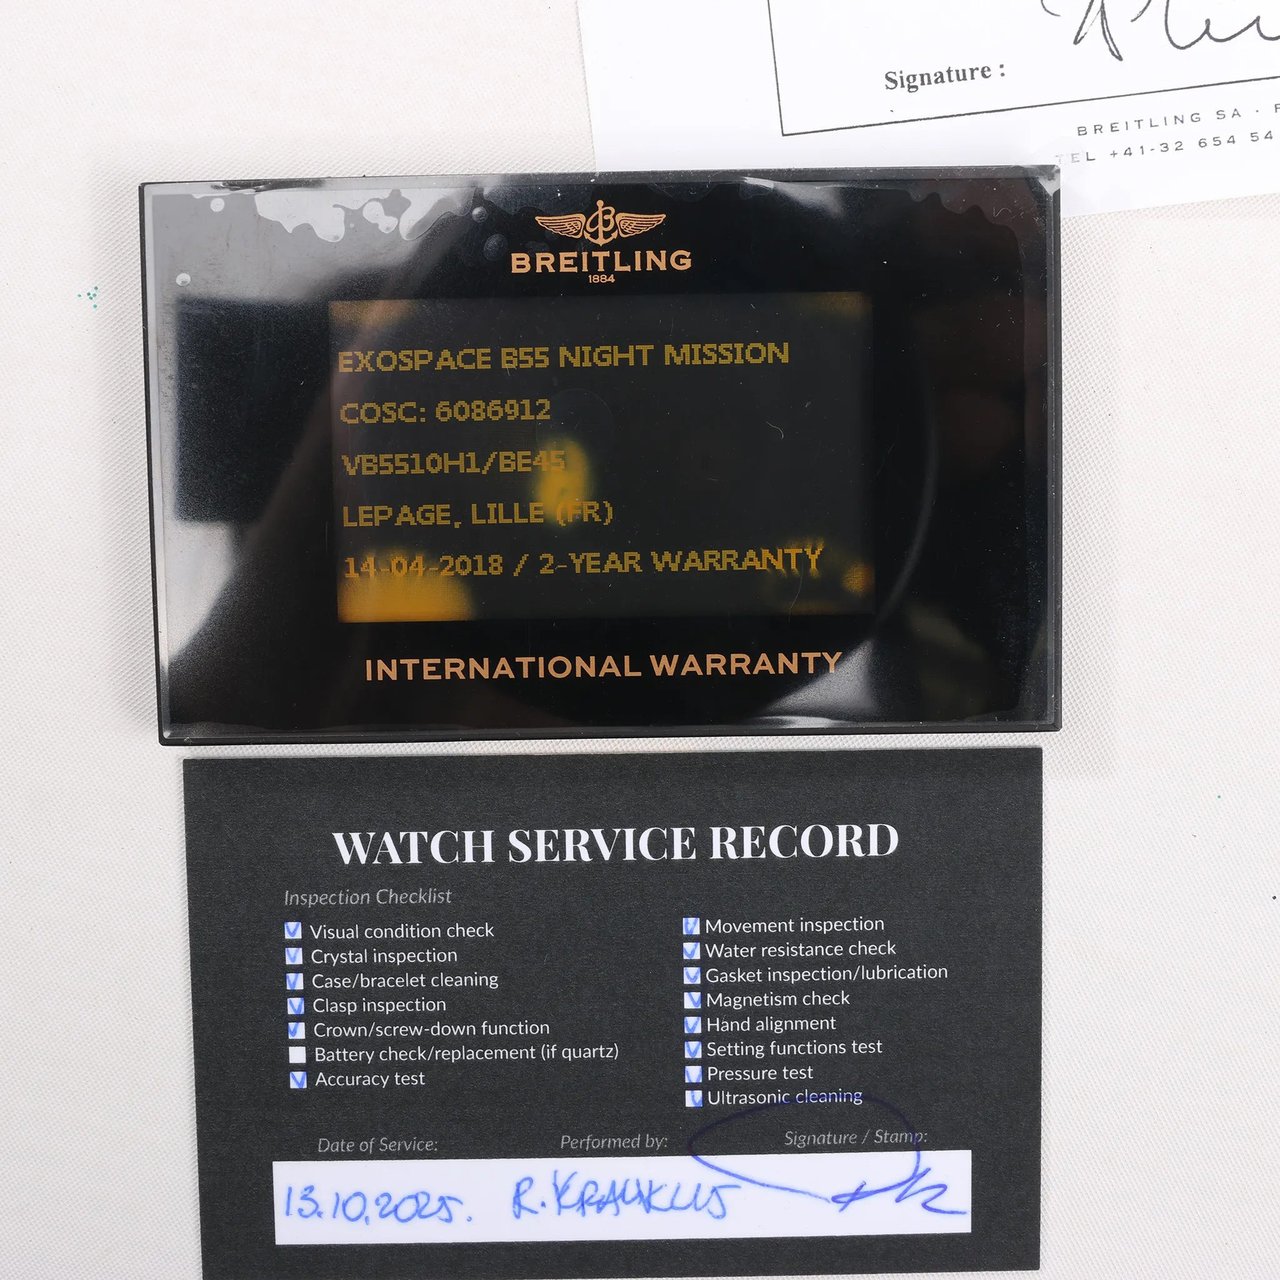 Signature :
BREITLING SA ·
TEL +41-32 654 54
BREITLING
1884
EXOSPACE B55 NIGHT MISSION
COSC: 6086912
VB5510H1/BE45
LEPAGE, LILLE (FR)
14-04-2018 / 2-YEAR WARRANTY
INTERNATIONAL WARRANTY
WATCH SERVICE RECORD
Inspection Checklist
Visual condition check
Crystal inspection
Case/bracelet cleaning
Clasp inspection
Crown/screw-down function
Battery check/replacement (if quartz)
Accuracy test
Movement inspection
Water resistance check
Gasket inspection/lubrication
Magnetism check
Hand alignment
Setting functions test
Pressure test
Ultrasonic cleaning
Date of Service: Performed by: Signature / Stamp:
13.10.2025. R.